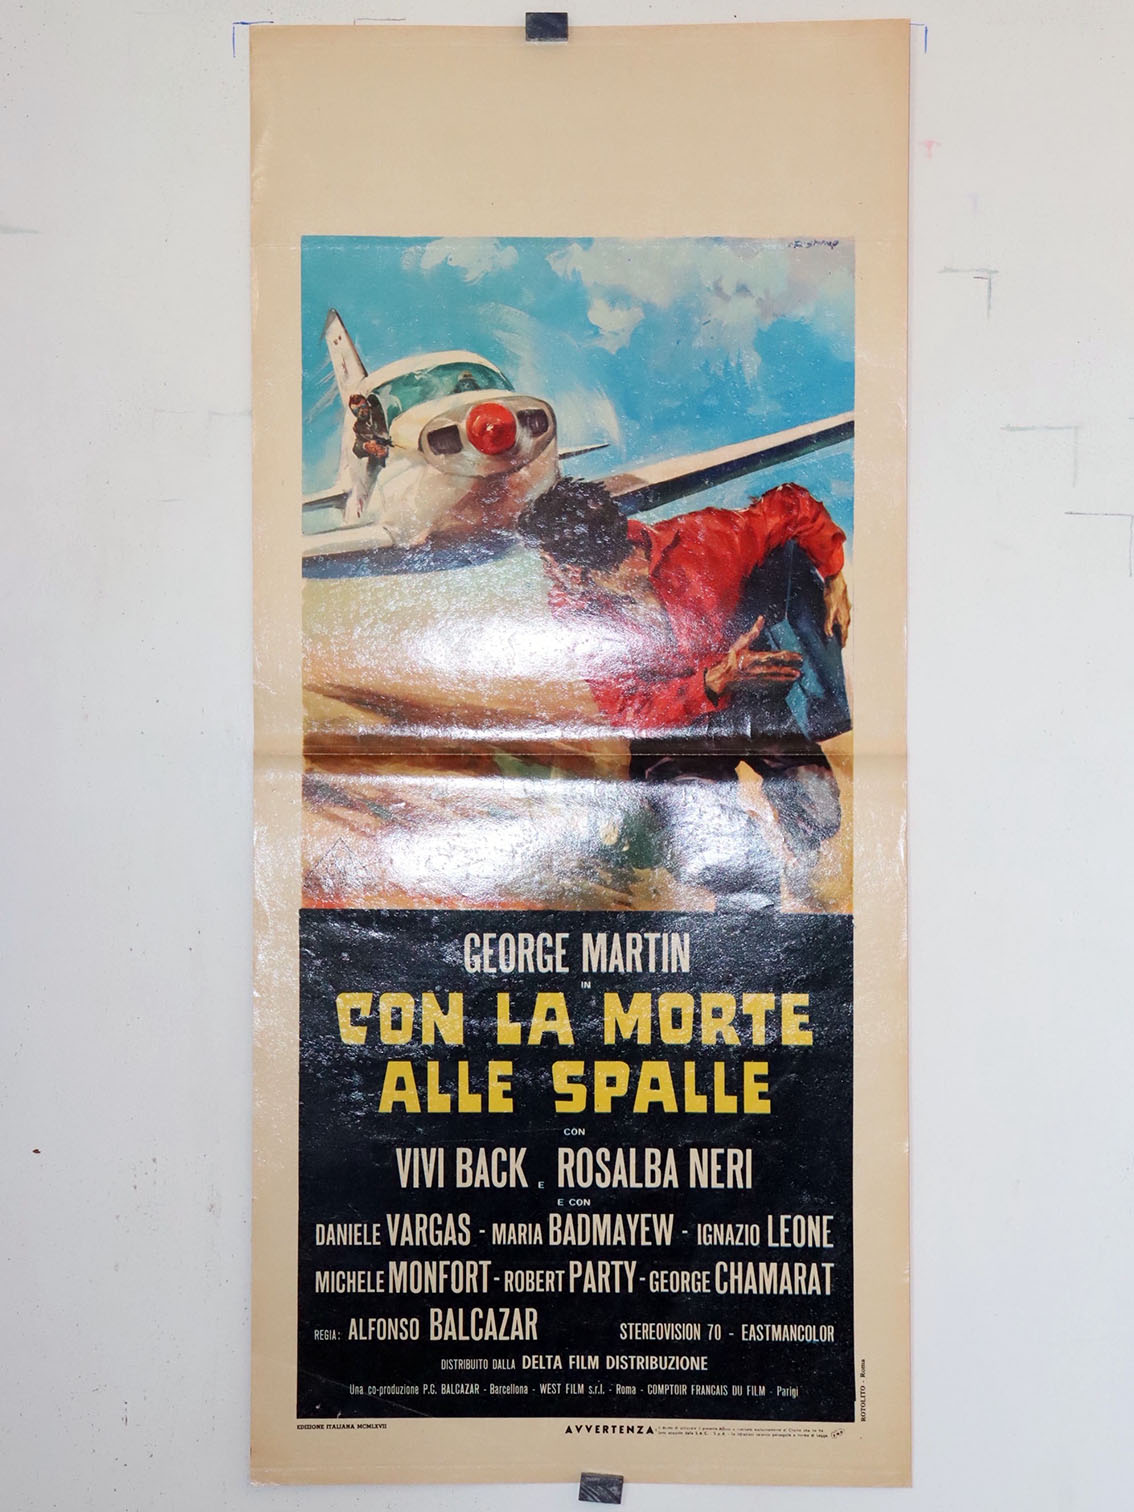 GEORGE MARTIN
IN
CON LA MORTE
ALLE SPALLE
CON
VIVI BACK E ROSALBA NERI
E CON
DANIELE VARGAS - MARIA BADMAYEW - IGNAZIO LEONE
MICHELE MONFORT - ROBERT PARTY - GEORGE CHAMARAT
REGIA: ALFONSO BALCAZAR STEREOVISION 70 - EASTMANCOLOR
DISTRIBUITO DALLA DELTA FILM DISTRIBUZIONE
Una co-produzione P.C. BALCAZAR - Barcellona - WEST FILM s.r.l. - Roma - COMPTOIR FRANCAIS DU FILM - Parigi
ROTOLITO - Roma
EDIZIONE ITALIANA MCMLXVII
AVVERTENZA